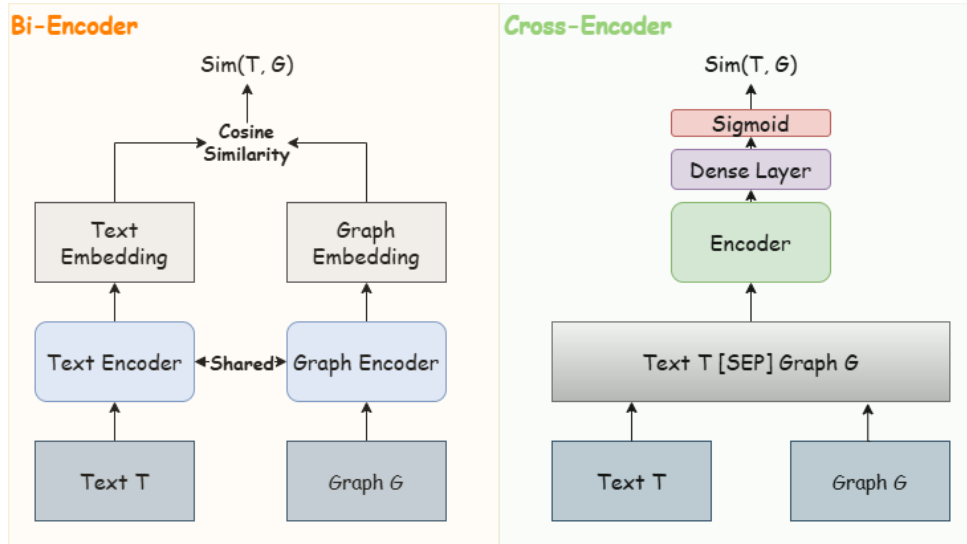 Bi-Encoder
Sim(T, G)
Cosine
Similarity
Text
Embedding
Graph
Embedding
Text Encoder
Shared
Graph Encoder
Text T
Graph G
Cross-Encoder
Sim(T, G)
Sigmoid
Dense Layer
Encoder
Text T [SEP] Graph G
Text T
Graph G